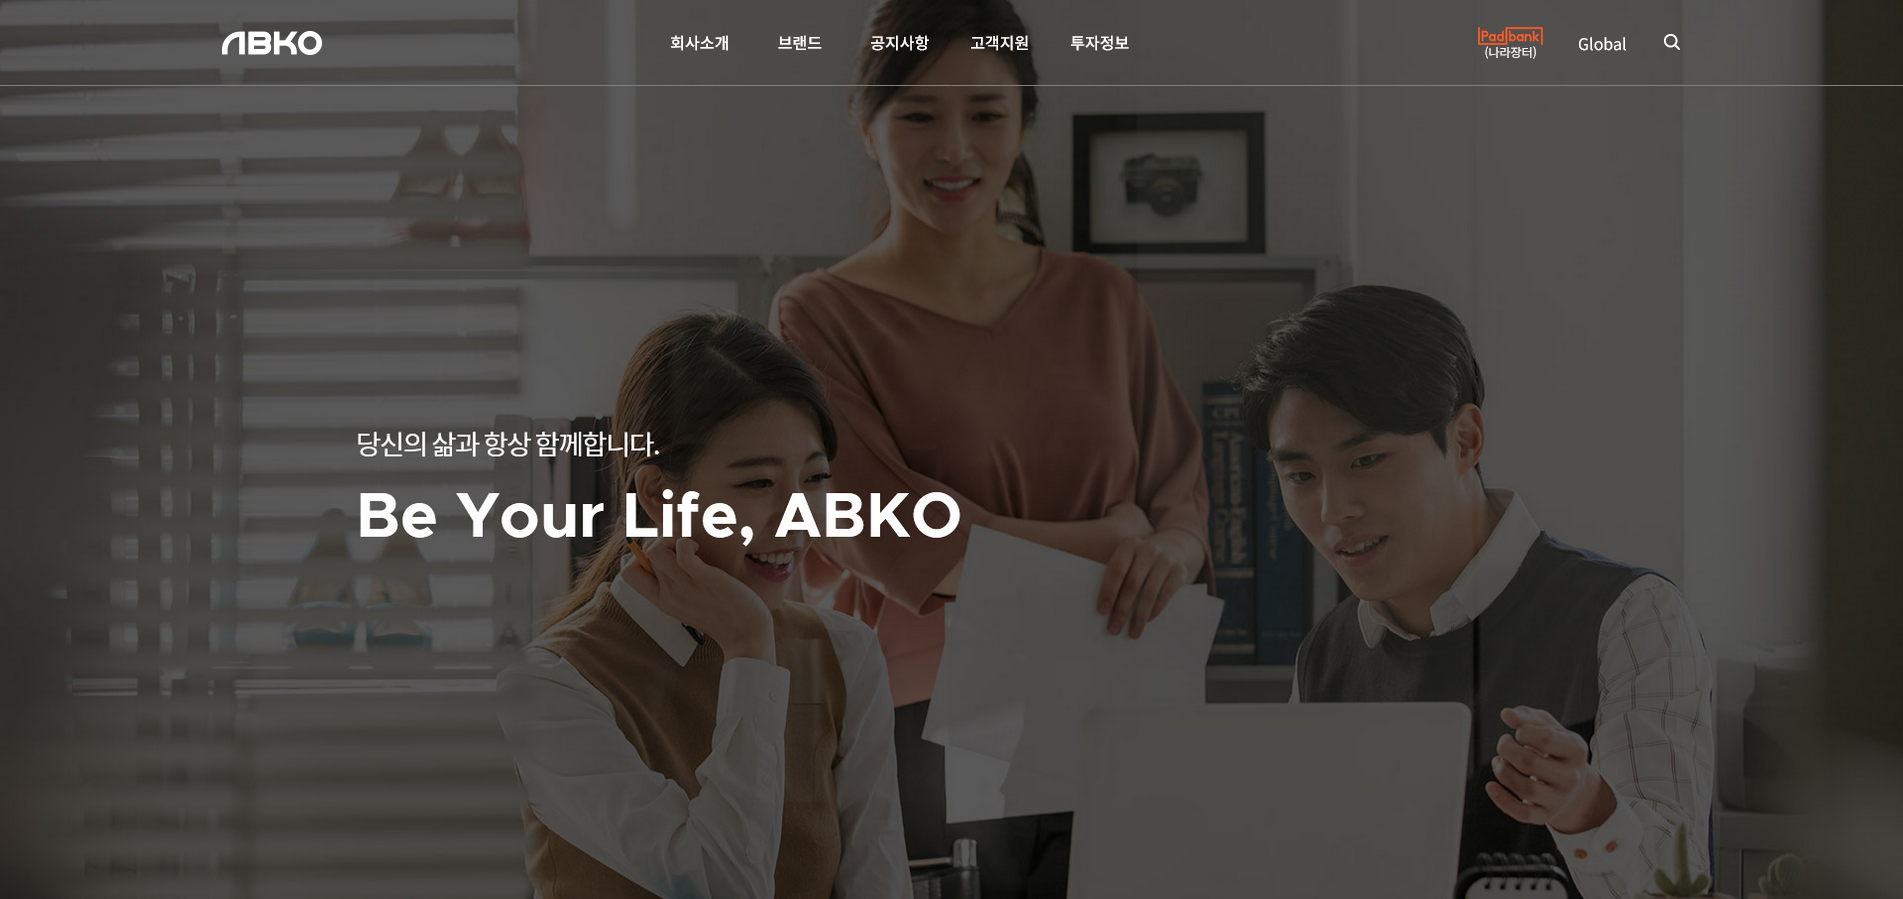 ABKO
회사소개
브랜드
공지사항
고객지원
투자정보
Padbank
(나라장터)
Global
당신의 삶과 항상 함께합니다.
Be Your Life, ABKO